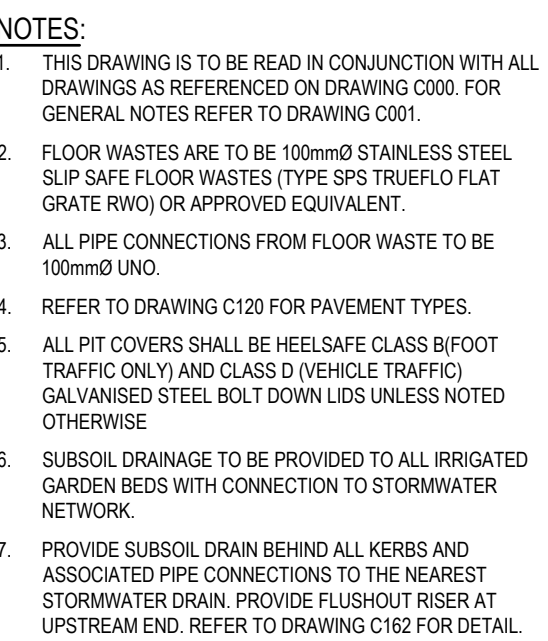 NOTES:
1. THIS DRAWING IS TO BE READ IN CONJUNCTION WITH ALL
DRAWINGS AS REFERENCED ON DRAWING C000. FOR
GENERAL NOTES REFER TO DRAWING C001.
2. FLOOR WASTES ARE TO BE 100mmØ STAINLESS STEEL
SLIP SAFE FLOOR WASTES (TYPE SPS TRUEFLO FLAT
GRATE RWO) OR APPROVED EQUIVALENT.
3. ALL PIPE CONNECTIONS FROM FLOOR WASTE TO BE
100mmØ UNO.
4. REFER TO DRAWING C120 FOR PAVEMENT TYPES.
5. ALL PIT COVERS SHALL BE HEELSAFE CLASS B(FOOT
TRAFFIC ONLY) AND CLASS D (VEHICLE TRAFFIC)
GALVANISED STEEL BOLT DOWN LIDS UNLESS NOTED
OTHERWISE
6. SUBSOIL DRAINAGE TO BE PROVIDED TO ALL IRRIGATED
GARDEN BEDS WITH CONNECTION TO STORMWATER
NETWORK.
7. PROVIDE SUBSOIL DRAIN BEHIND ALL KERBS AND
ASSOCIATED PIPE CONNECTIONS TO THE NEAREST
STORMWATER DRAIN. PROVIDE FLUSHOUT RISER AT
UPSTREAM END. REFER TO DRAWING C162 FOR DETAIL.